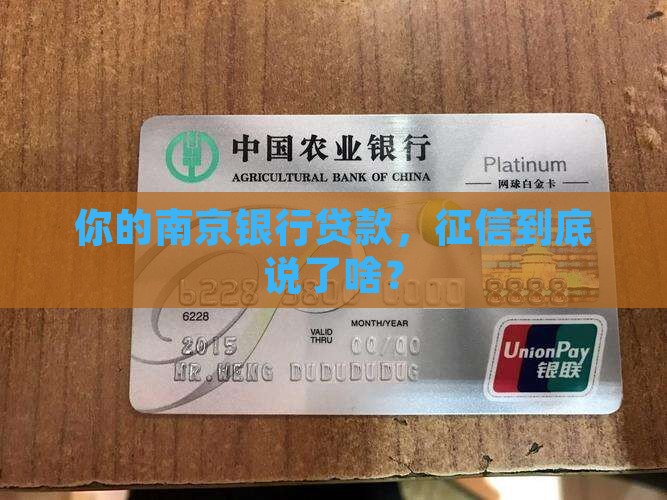 中国农业银行
AGRICULTURAL BANK OF CHINA
Platinum
网球白金卡
你的南京银行贷款，征信到底
说了啥？
6228
VALID
THRU
MONTH/YEAR
2015
00/00
MR.HENG DUDUDUDUG
UnionPay
银联